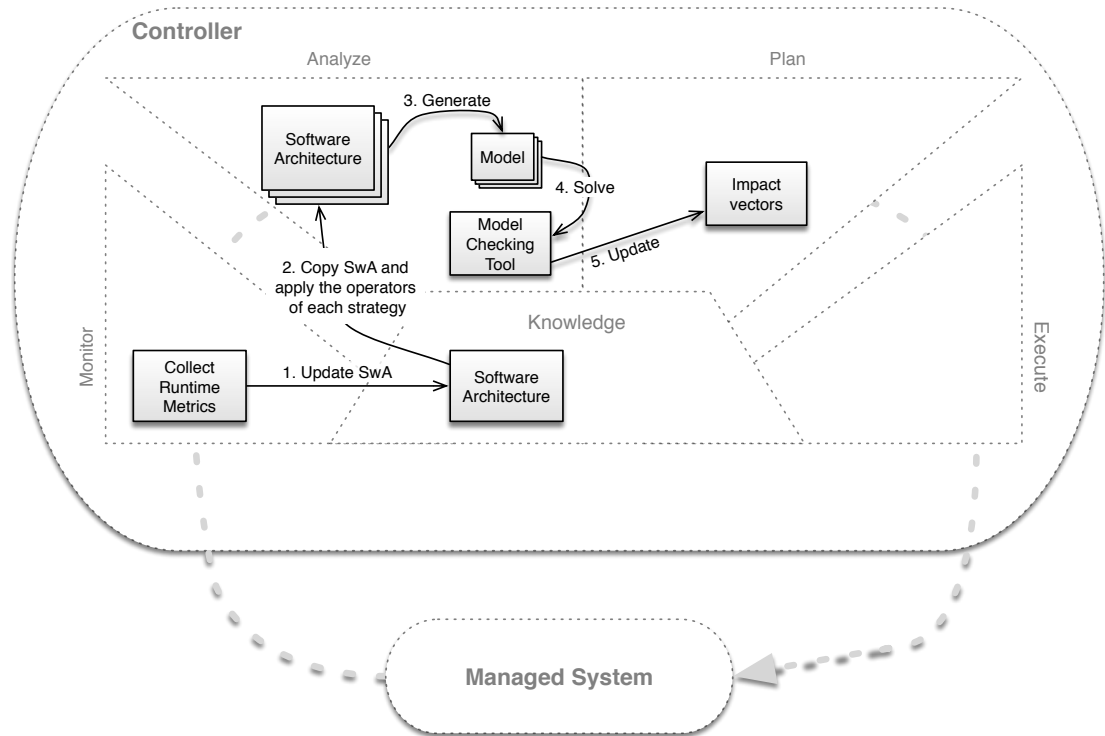 Controller
Analyze
Plan
3. Generate
Software
Architecture
Model
4. Solve
Impact
vectors
Model
Checking
Tool
5. Update
2. Copy SwA and
apply the operators
of each strategy
Knowledge
Monitor
Execute
Collect
Runtime
Metrics
1. Update SwA
Software
Architecture
Managed System